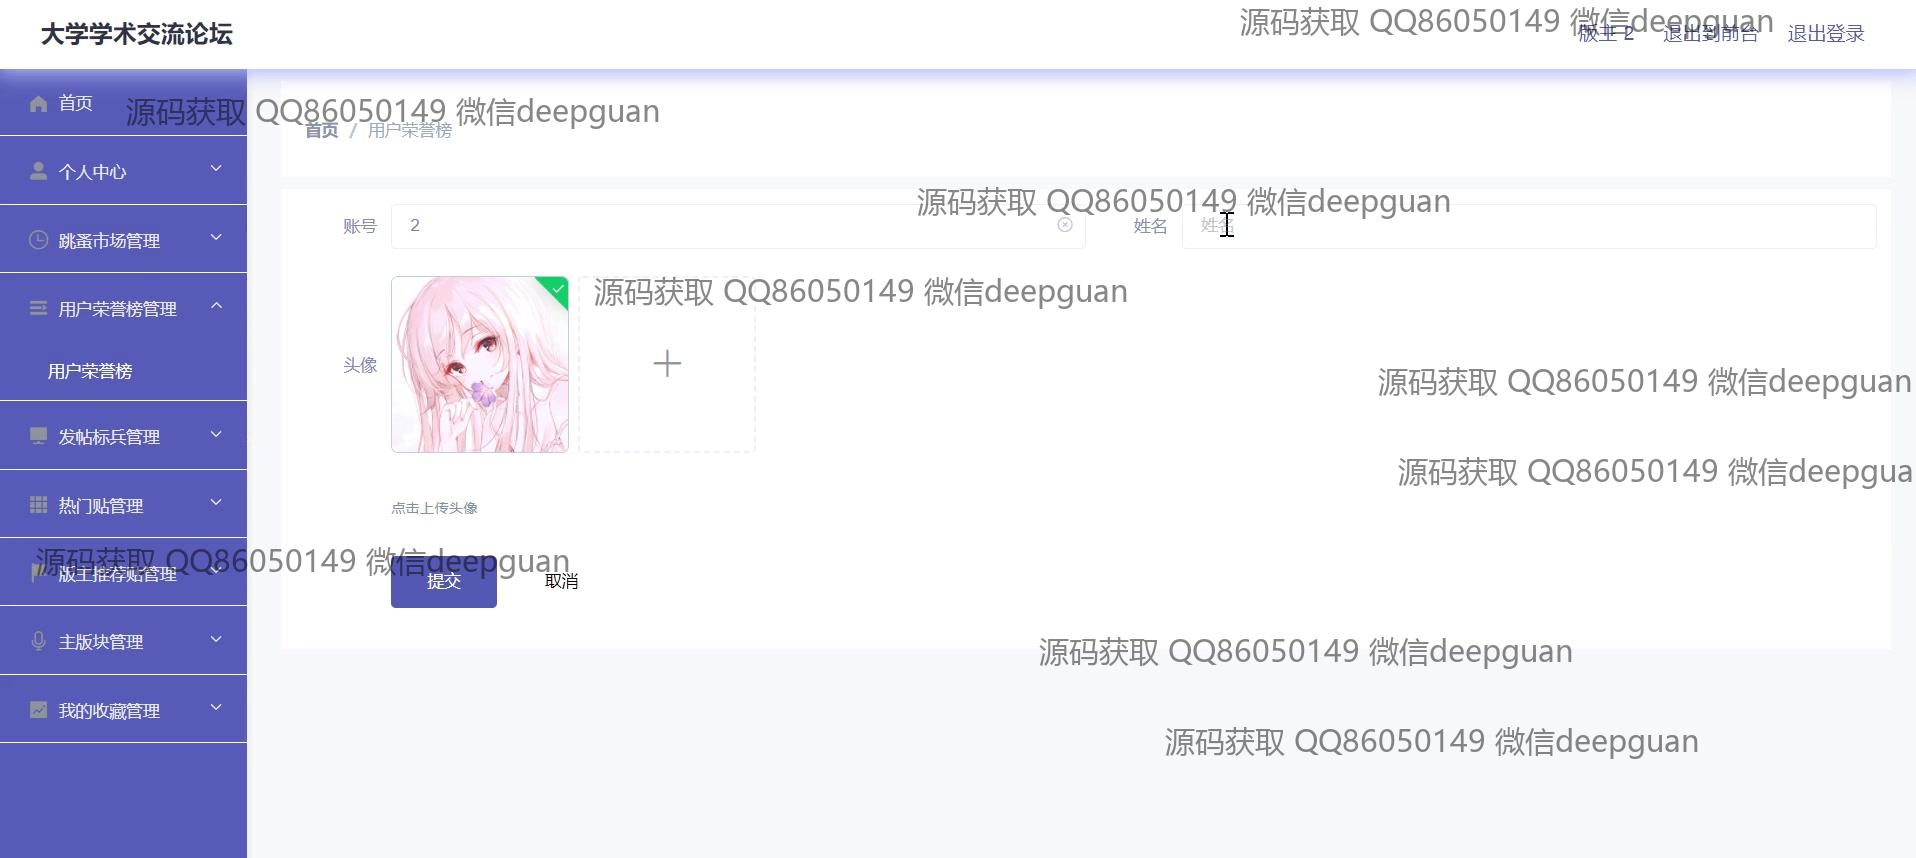 大学学术交流论坛
源码获取 QQ86050149 微信deepguan
版主 2 退出到前台 退出登录
首页
源码获取 QQ86050149 微信deepguan
首页 / 用户荣誉榜
个人中心
源码获取 QQ86050149 微信deepguan
账号 2 姓名 姓名
跳蚤市场管理
源码获取 QQ86050149 微信deepguan
用户荣誉榜管理
头像
用户荣誉榜
源码获取 QQ86050149 微信deepguan
发帖标兵管理
源码获取 QQ86050149 微信deepgua
热门贴管理
点击上传头像
源码获取 QQ86050149 微信deepguan
版主推荐贴管理
提交 取消
主版块管理
源码获取 QQ86050149 微信deepguan
我的收藏管理
源码获取 QQ86050149 微信deepguan